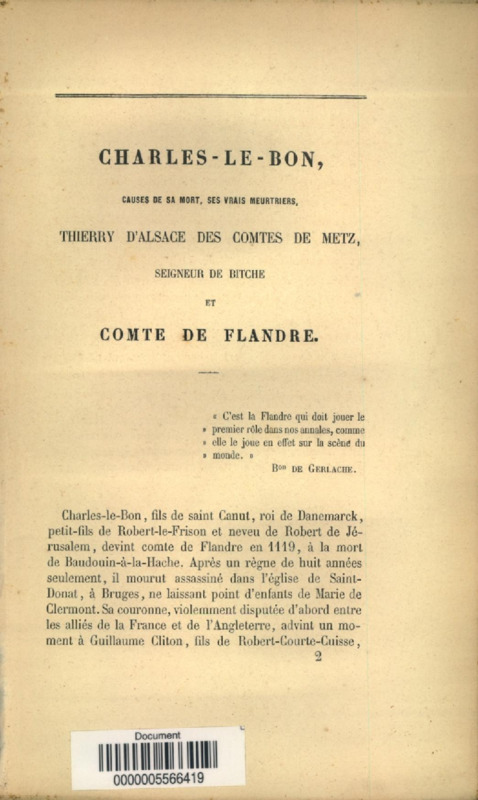 CHARLES-LE-BON,
CAUSES DE SA MORT, SES VRAIS MEURTRIERS,
THIERRY D'ALSACE DES COMTES DE METZ,
SEIGNEUR DE BITCHE
ET
COMTE DE FLANDRE.
« C'est la Flandre qui doit jouer le
» premier rôle dans nos annales, comme
» elle le joue en effet sur la scène du
» monde. »
Bon DE GERLACHE.
Charles-le-Bon, fils de saint Canut, roi de Danemarck,
petit-fils de Robert-le-Frison et neveu de Robert de Jé-
rusalem, devint comte de Flandre en 1119, à la mort
de Baudouin-à-la-Hache. Après un règne de huit années
seulement, il mourut assassiné dans l'église de Saint-
Donat, à Bruges, ne laissant point d'enfants de Marie de
Clermont. Sa couronne, violemment disputée d'abord entre
les alliés de la France et de l'Angleterre, advint un mo-
ment à Guillaume Cliton, fils de Robert-Courte-Cuisse,
2
Document
0000005566419